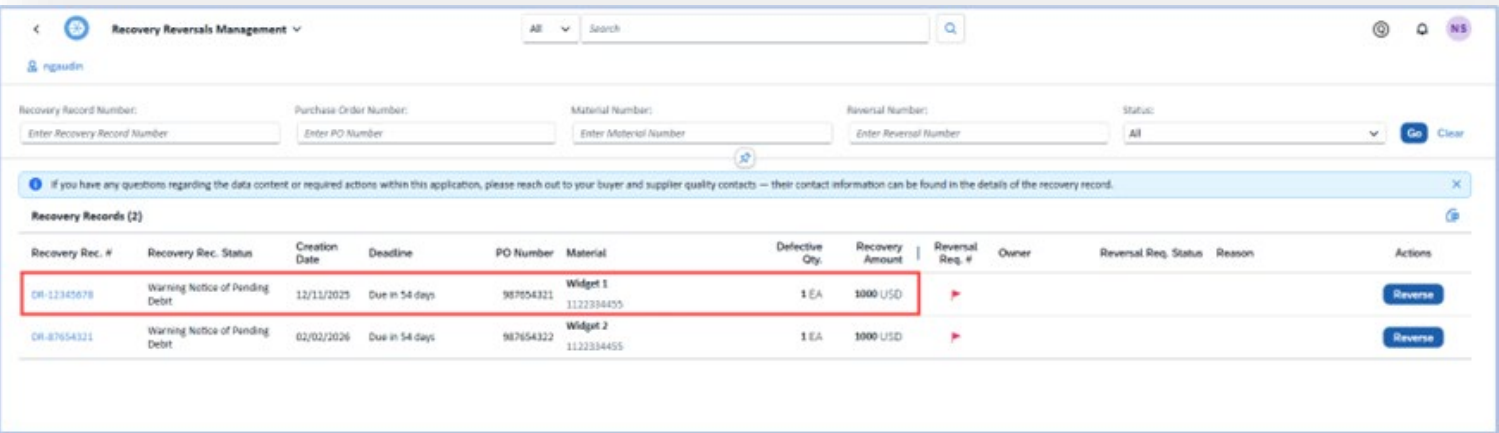 Recovery Reversals Management
All
Search
NS
ngaudin
Recovery Record Number: Purchase Order Number: Material Number: Reversal Number: Status:
Enter Recovery Record Number Enter PO Number Enter Material Number Enter Reversal Number All Go Clear
If you have any questions regarding the data content or required actions within this application, please reach out to your buyer and supplier quality contacts — their contact information can be found in the details of the recovery record.
Recovery Records (2)
Recovery Rec. # Recovery Rec. Status Creation Date Deadline PO Number Material Defective Qty. Recovery Amount Reversal Req. # Owner Reversal Req. Status Reason Actions
DR-12345678 Warning Notice of Pending Debit 12/11/2025 Due in 54 days 987654321 Widget 1 1122334455 1 EA 1000 USD Reverse
DR-87654321 Warning Notice of Pending Debit 02/02/2026 Due in 54 days 987654322 Widget 2 1122334455 1 EA 1000 USD Reverse